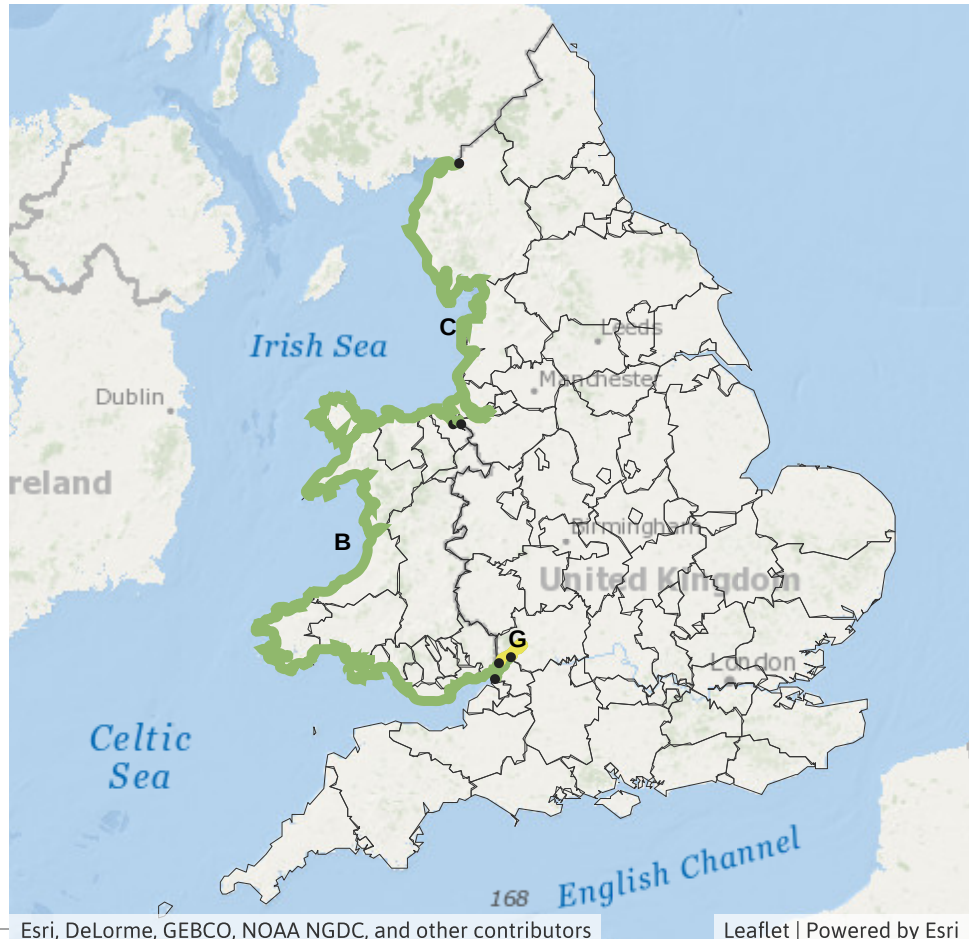 C
Leeds
Irish Sea
Manchester
Dublin
reland
Birmingham
B
United Kingdom
G
London
Celtic
Sea
English Channel
168
Esri, DeLorme, GEBCO, NOAA NGDC, and other contributors
Leaflet | Powered by Esri